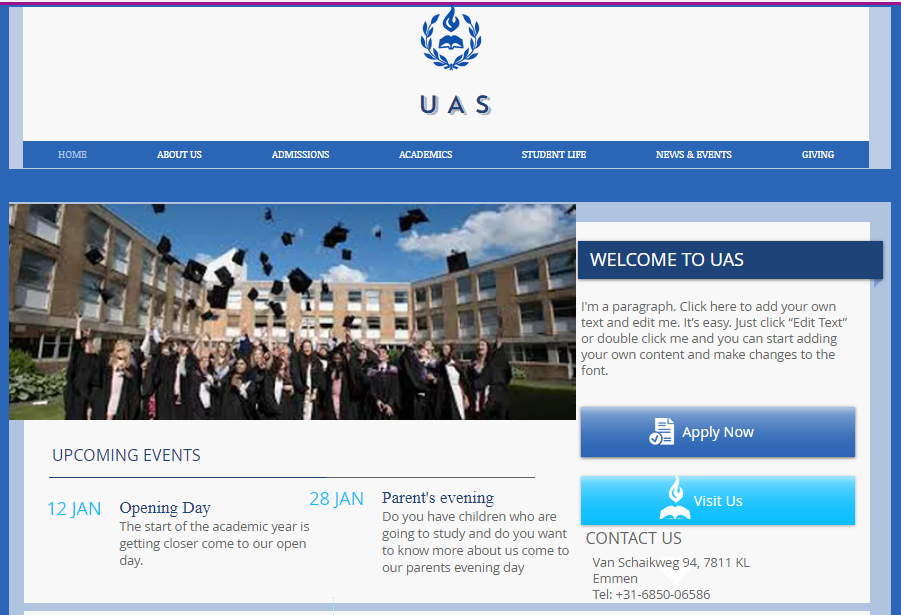 UAS
HOME ABOUT US ADMISSIONS ACADEMICS STUDENT LIFE NEWS & EVENTS GIVING
WELCOME TO UAS
I'm a paragraph. Click here to add your own
text and edit me. It's easy. Just click “Edit Text”
or double click me and you can start adding
your own content and make changes to the
font.
Apply Now
Visit Us
CONTACT US
Van Schaikweg 94, 7811 KL
Emmen
Tel: +31-6850-06586
UPCOMING EVENTS
12 JAN
Opening Day
The start of the academic year is
getting closer come to our open
day.
28 JAN
Parent's evening
Do you have children who are
going to study and do you want
to know more about us come to
our parents evening day